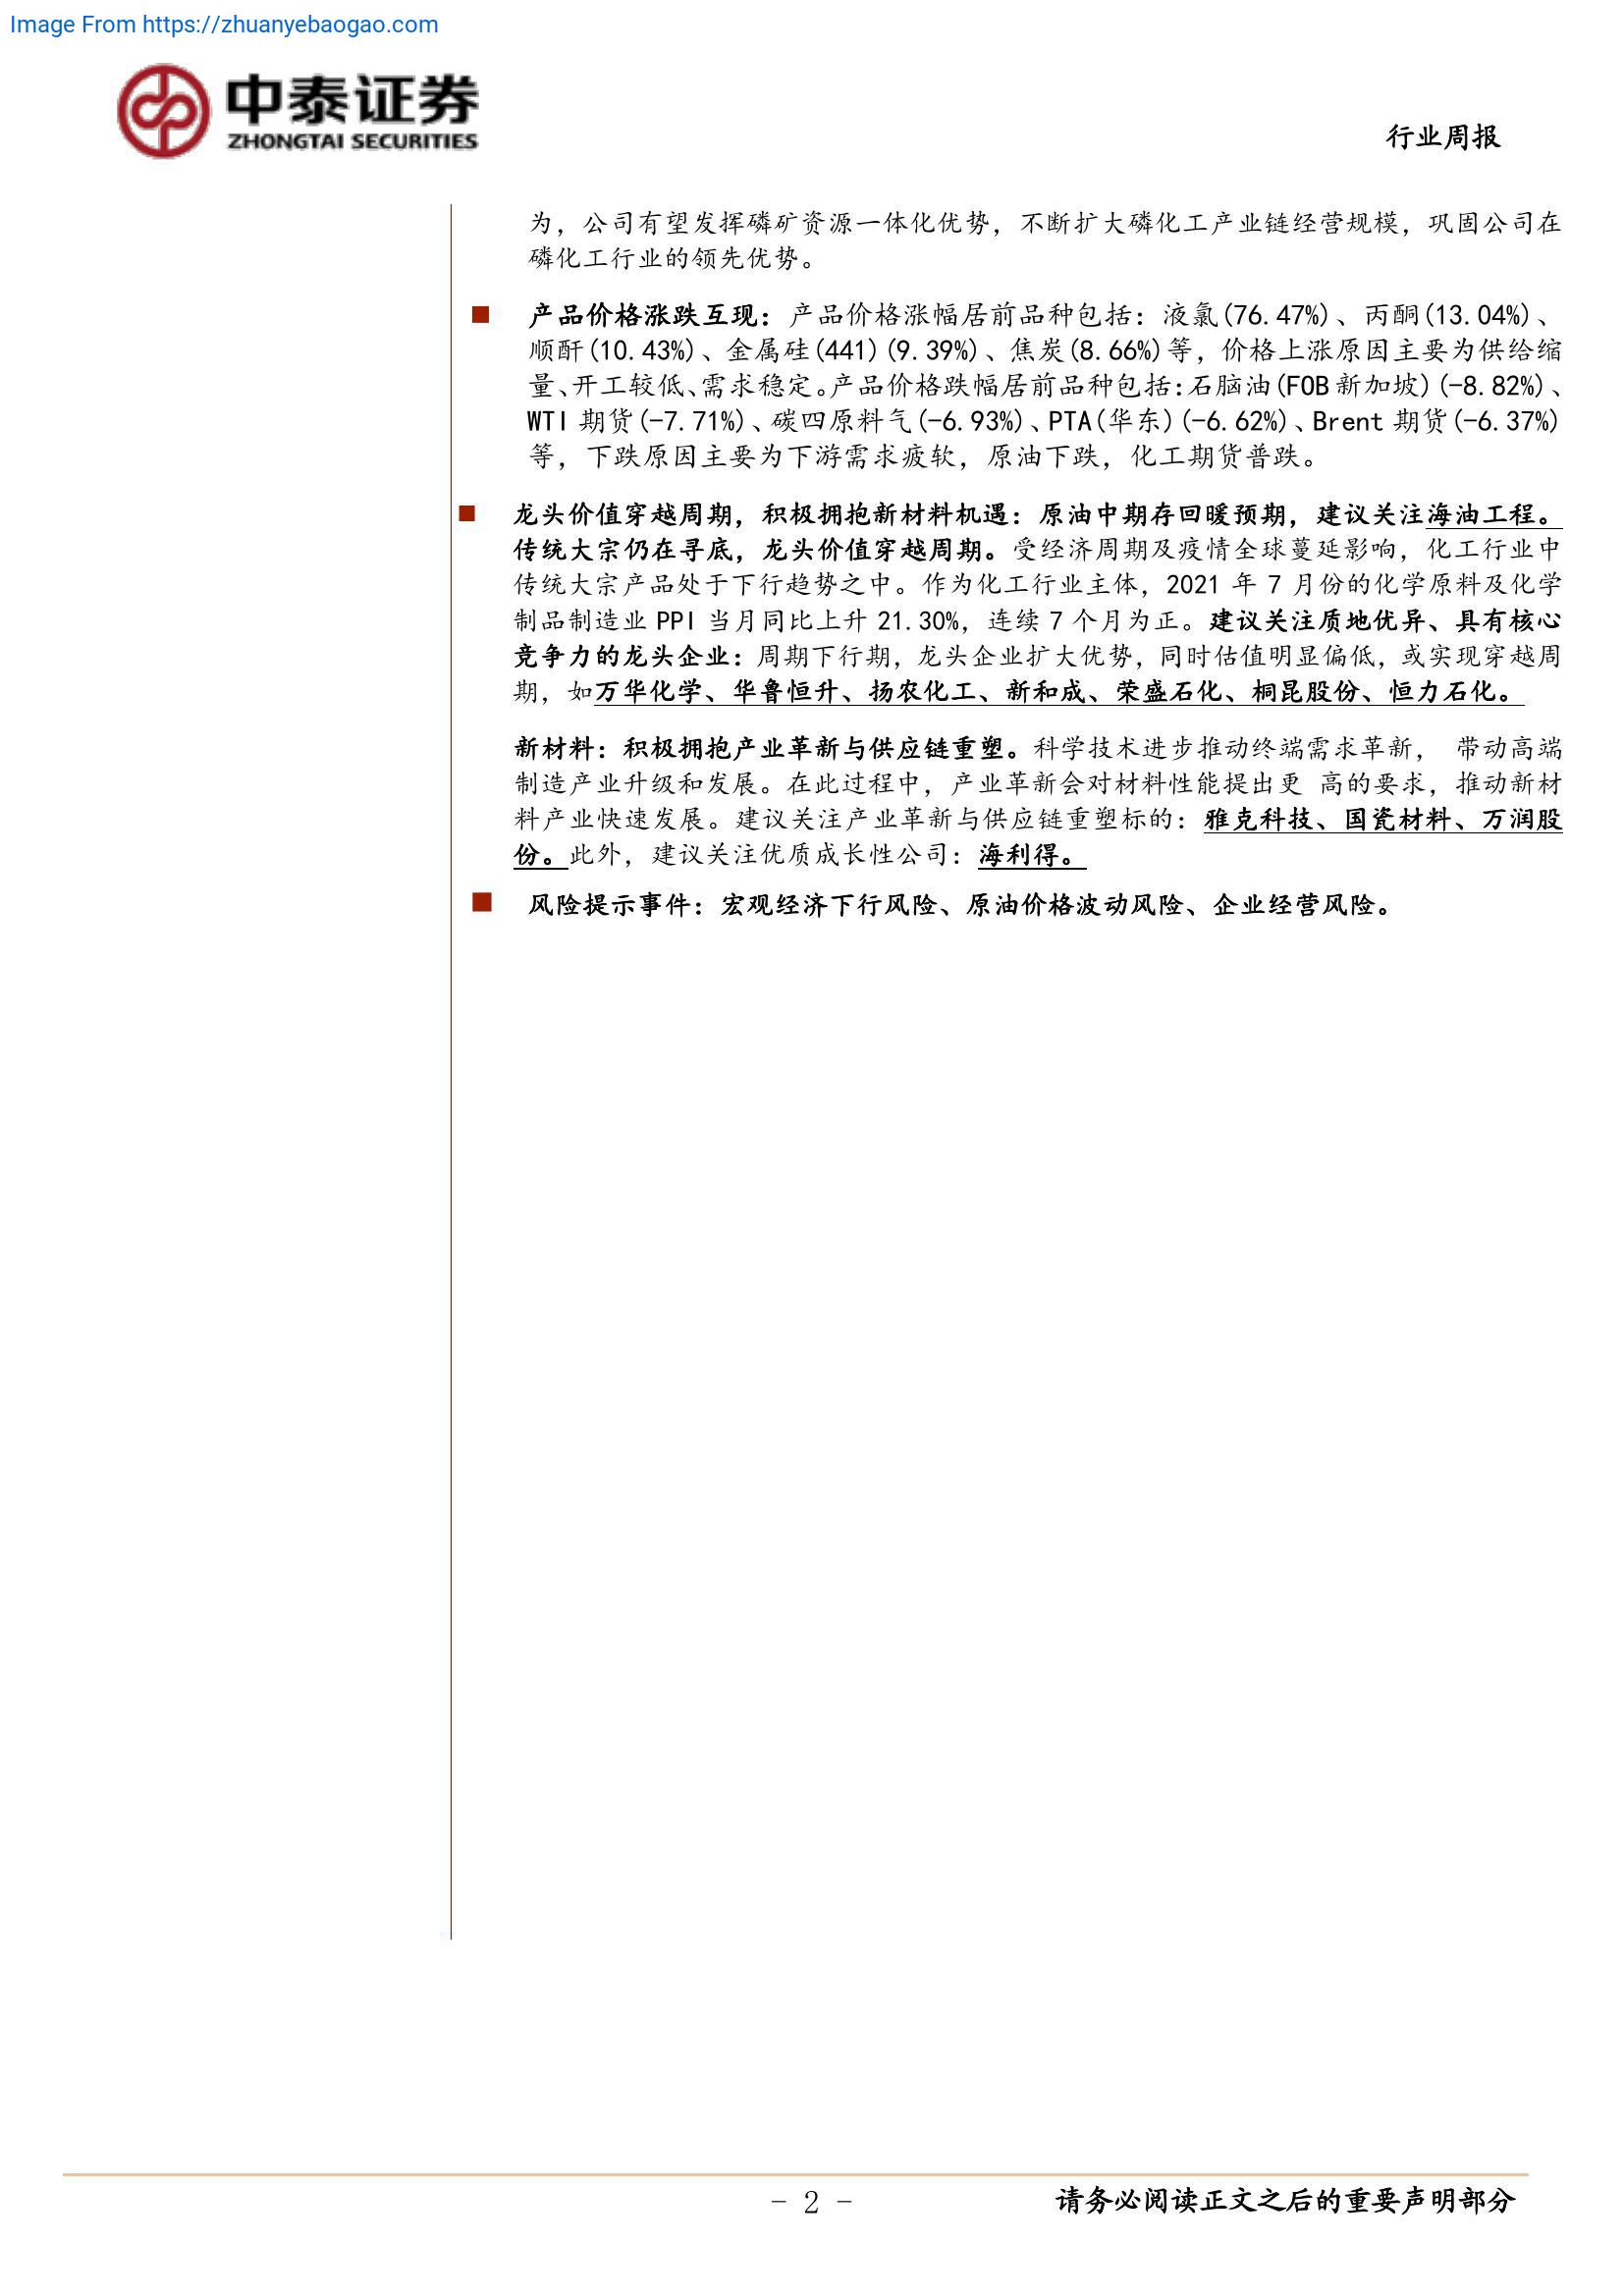 Image From https://zhuanyebaogao.com
中泰证券
ZHONGTAI SECURITIES
行业周报
为，公司有望发挥磷矿资源一体化优势，不断扩大磷化工产业链经营规模，巩固公司在
磷化工行业的领先优势。
■ 产品价格涨跌互现：产品价格涨幅居前品种包括：液氯(76.47%)、丙酮(13.04%)、
顺酐(10.43%)、金属硅(441)(9.39%)、焦炭(8.66%)等，价格上涨原因主要为供给缩
量、开工较低、需求稳定。产品价格跌幅居前品种包括：石脑油(FOB新加坡)(-8.82%)、
WTI 期货(-7.71%)、碳四原料气(-6.93%)、PTA(华东)(-6.62%)、Brent 期货(-6.37%)
等，下跌原因主要为下游需求疲软，原油下跌，化工期货普跌。
■ 龙头价值穿越周期，积极拥抱新材料机遇：原油中期存回暖预期，建议关注海油工程。
传统大宗仍在寻底，龙头价值穿越周期。受经济周期及疫情全球蔓延影响，化工行业中
传统大宗产品处于下行趋势之中。作为化工行业主体，2021 年 7 月份的化学原料及化学
制品制造业 PPI 当月同比上升 21.30%，连续 7 个月为正。建议关注质地优异、具有核心
竞争力的龙头企业：周期下行期，龙头企业扩大优势，同时估值明显偏低，或实现穿越周
期，如万华化学、华鲁恒升、扬农化工、新和成、荣盛石化、桐昆股份、恒力石化。
新材料：积极拥抱产业革新与供应链重塑。科学技术进步推动终端需求革新， 带动高端
制造产业升级和发展。在此过程中，产业革新会对材料性能提出更 高的要求，推动新材
料产业快速发展。建议关注产业革新与供应链重塑标的：雅克科技、国瓷材料、万润股
份。此外，建议关注优质成长性公司：海利得。
■ 风险提示事件：宏观经济下行风险、原油价格波动风险、企业经营风险。
- 2 -
请务必阅读正文之后的重要声明部分